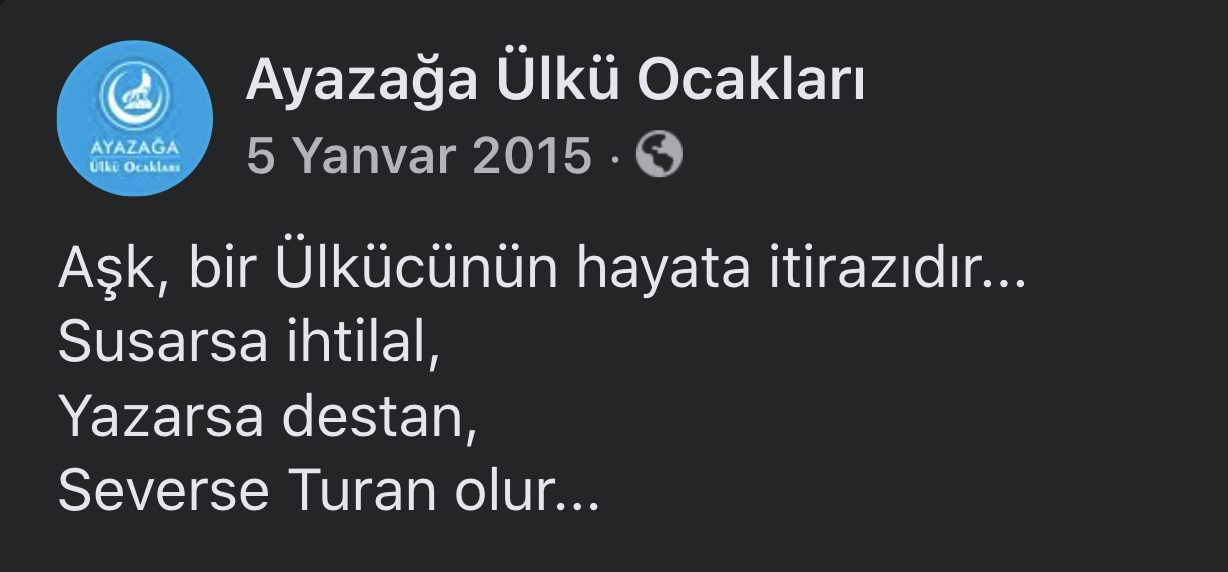 AYAZAĞA
Ülkü Ocakları
Ayazağa Ülkü Ocakları
5 Yanvar 2015 ·
Aşk, bir Ülkücünün hayata itirazıdır...
Susarsa ihtilal,
Yazarsa destan,
Severse Turan olur...